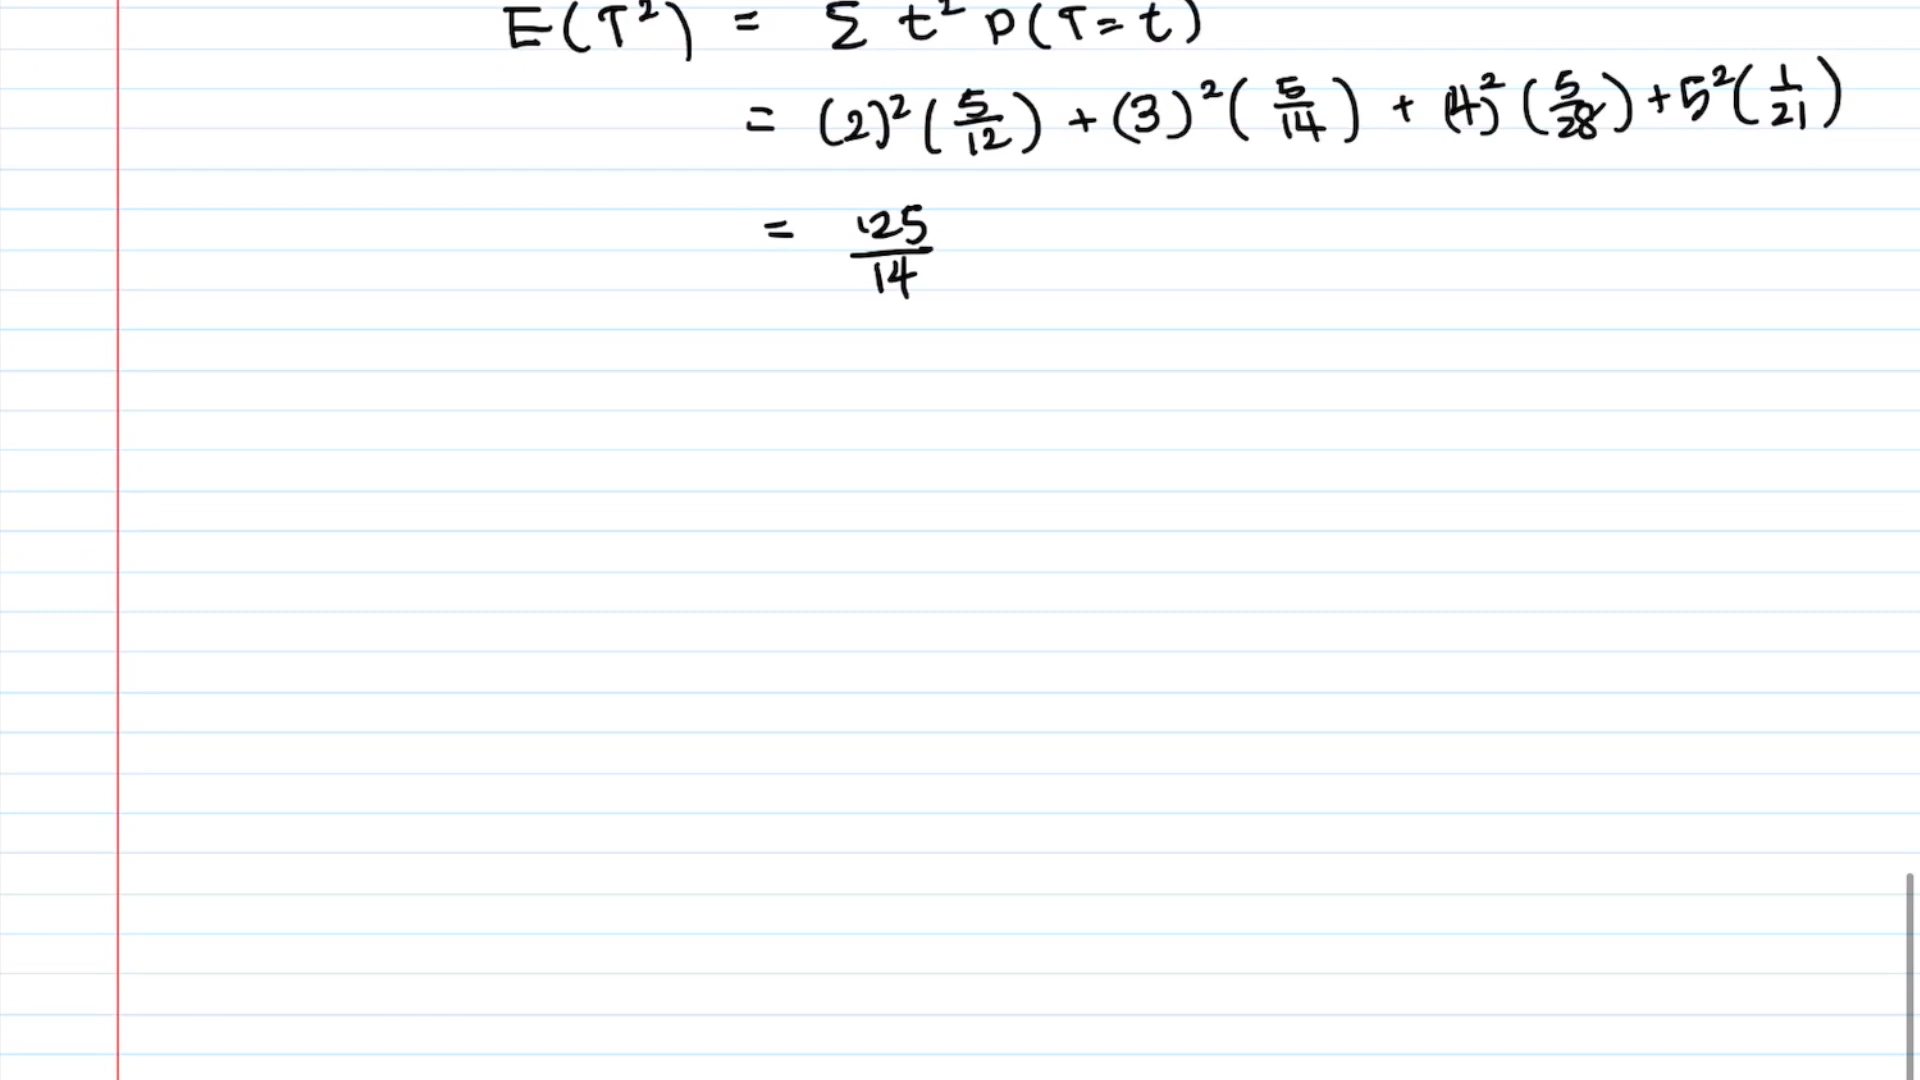 E(T²) = Σ t² P(T=t)
= (2)² (5/12) + (3)² (5/14) + (4)² (5/28) + 5² (1/21)
= 125/14